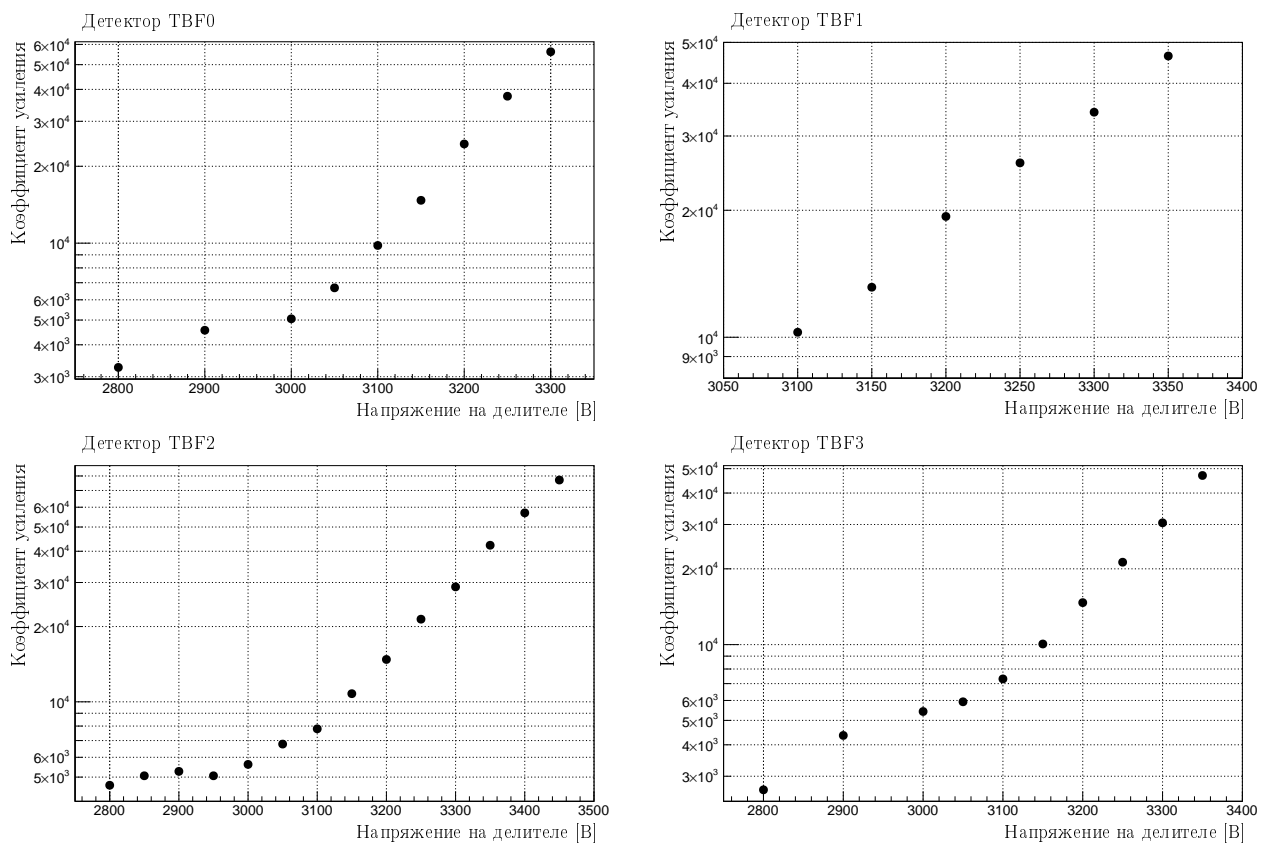 Детектор TBF0
Коэффициент усиления
6×10⁴
5×10⁴
4×10⁴
3×10⁴
2×10⁴
10⁴
6×10³
5×10³
4×10³
3×10³
2800 2900 3000 3100 3200 3300
Напряжение на делителе [В]
Детектор TBF1
Коэффициент усиления
5×10⁴
4×10⁴
3×10⁴
2×10⁴
10⁴
9×10³
3050 3100 3150 3200 3250 3300 3350 3400
Напряжение на делителе [В]
Детектор TBF2
Коэффициент усиления
6×10⁴
5×10⁴
4×10⁴
3×10⁴
2×10⁴
10⁴
6×10³
5×10³
2800 2900 3000 3100 3200 3300 3400 3500
Напряжение на делителе [В]
Детектор TBF3
Коэффициент усиления
5×10⁴
4×10⁴
3×10⁴
2×10⁴
10⁴
6×10³
5×10³
4×10³
3×10³
2800 2900 3000 3100 3200 3300 3400
Напряжение на делителе [В]